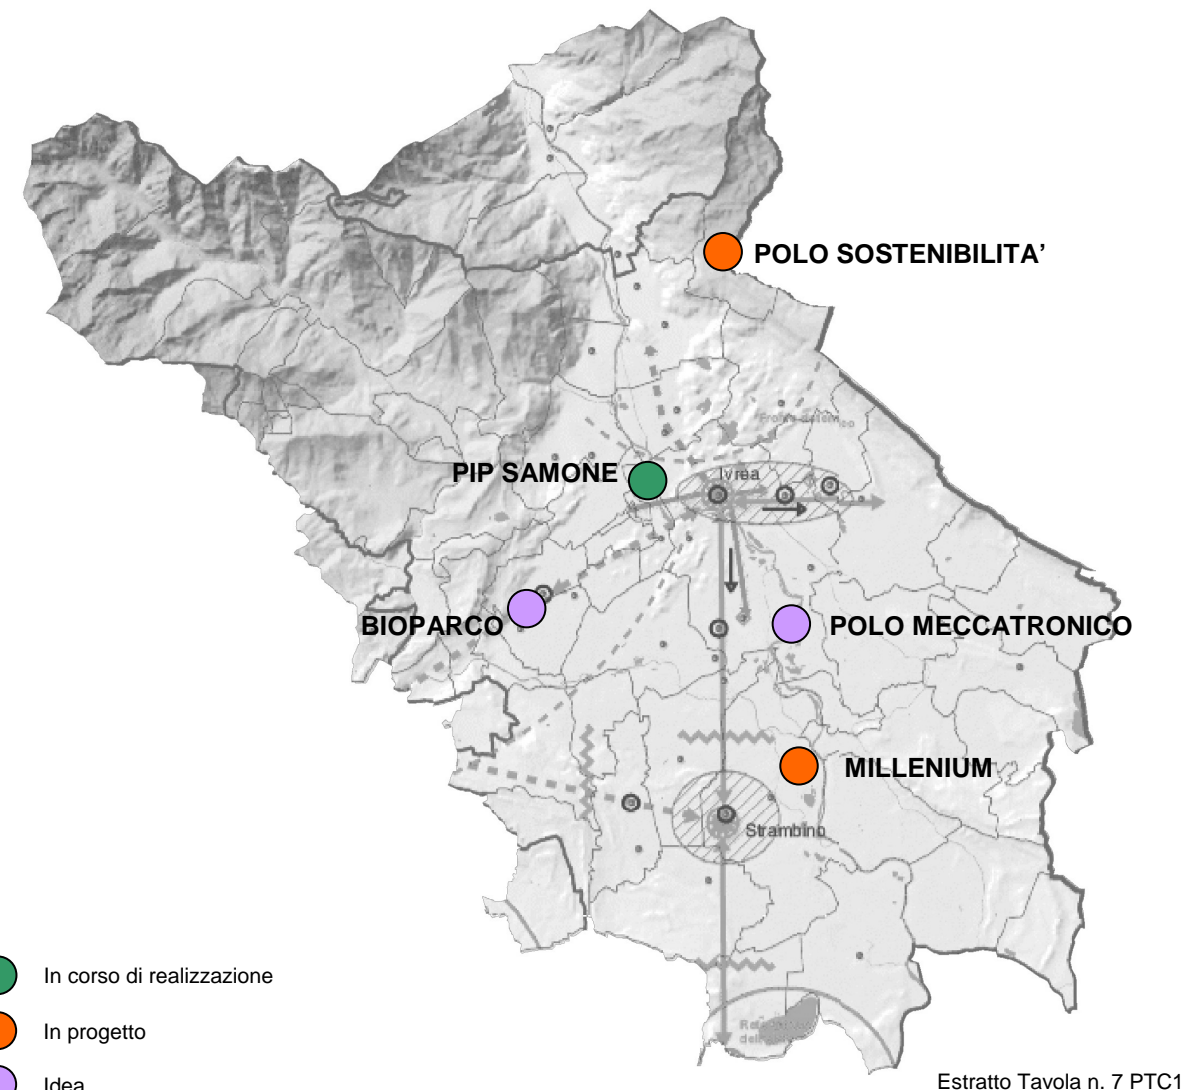 POLO SOSTENIBILITA’
PIP SAMONE
Ivrea
BIOPARCO
POLO MECCATRONICO
MILLENIUM
Strambino
In corso di realizzazione
In progetto
Idea
Estratto Tavola n. 7 PTC1